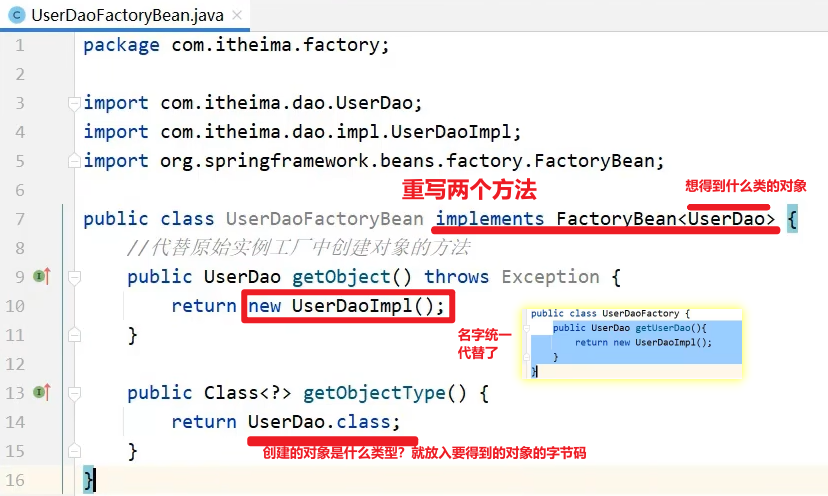 UserDaoFactoryBean.java
1 package com.itheima.factory;
2
3 import com.itheima.dao.UserDao;
4 import com.itheima.dao.impl.UserDaoImpl;
5 import org.springframework.beans.factory.FactoryBean;
6
重写两个方法
想得到什么类的对象
7 public class UserDaoFactoryBean implements FactoryBean<UserDao> {
8 //代替原始实例工厂中创建对象的方法
9 public UserDao getObject() throws Exception {
10 return new UserDaoImpl();
11 }
名字统一
代替了
public class UserDaoFactory {
public UserDao getUserDao(){
return new UserDaoImpl();
}
}
12
13 public Class<?> getObjectType() {
14 return UserDao.class;
15 }
创建的对象是什么类型？就放入要得到的对象的字节码
16 }